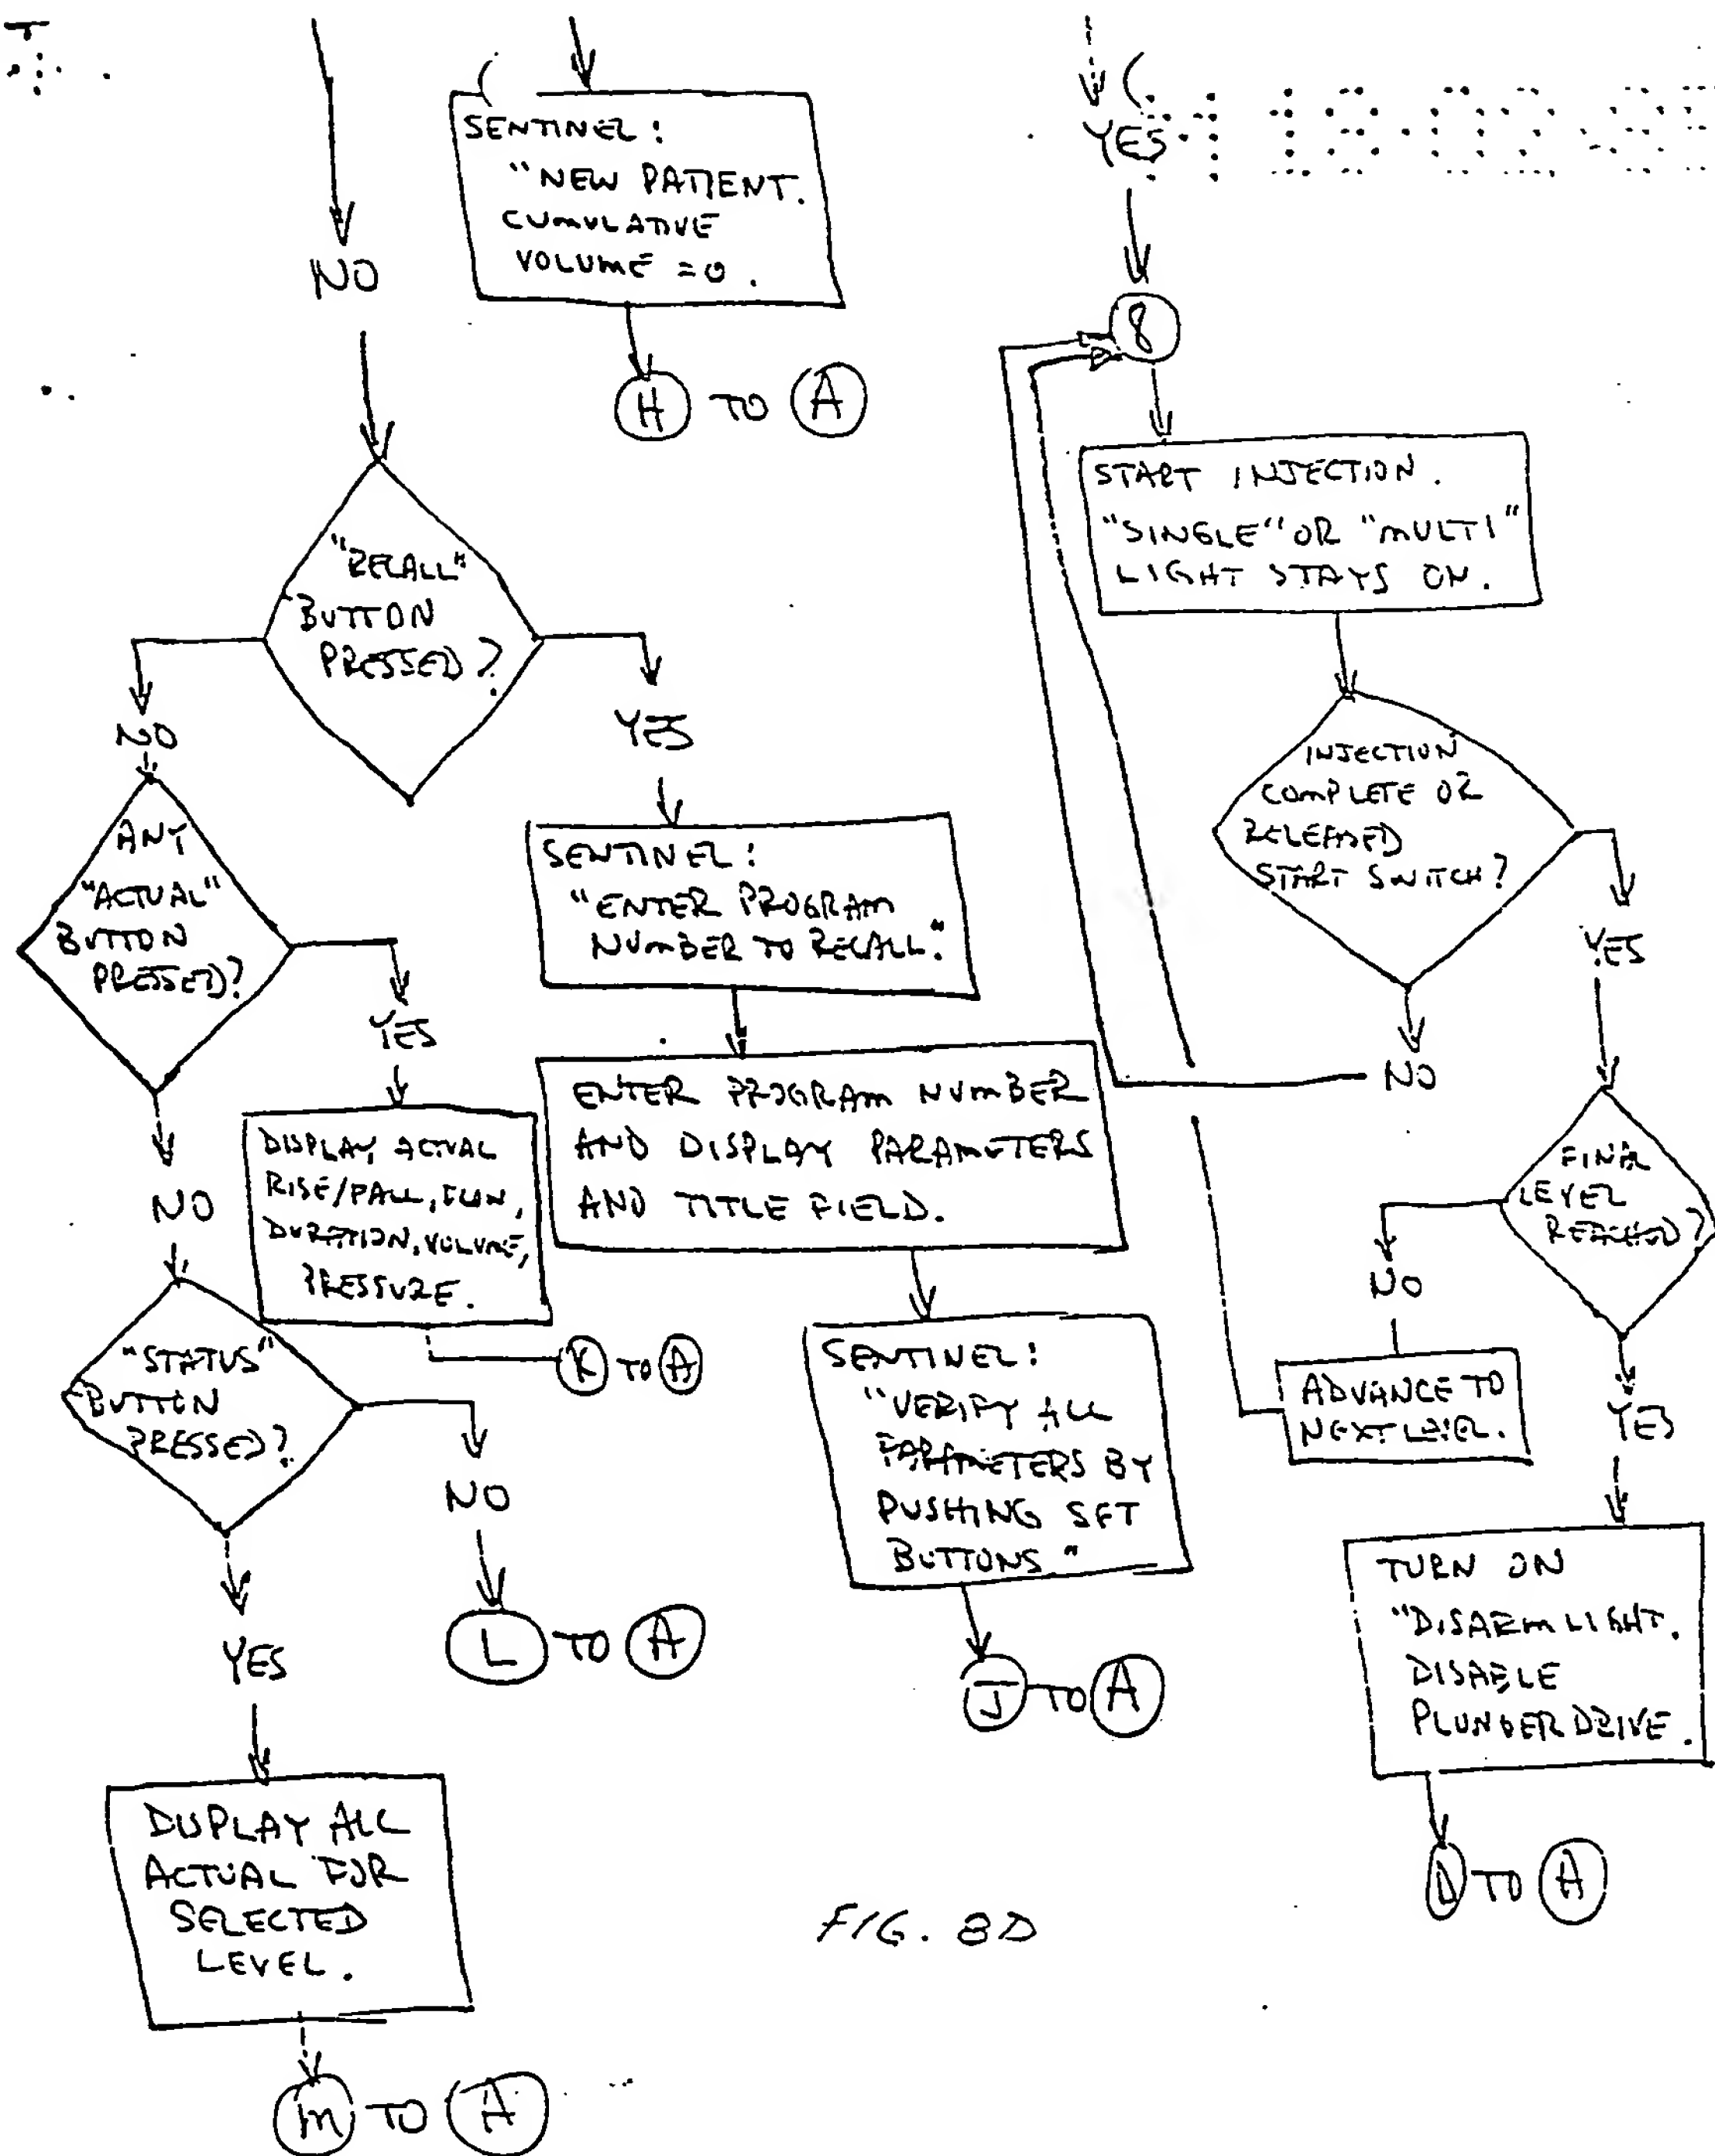 NO
SENTINEL:
"NEW PATIENT.
CUMULATIVE
VOLUME = 0.
H TO A
YES
8
START INJECTION.
"SINGLE" OR "MULTI"
LIGHT STAYS ON.
"RECALL"
BUTTON
PRESSED?
NO
YES
INJECTION
COMPLETE OR
RELEASED
START SWITCH?
NO
YES
ANY
"ACTUAL"
BUTTON
PRESSED?
YES
NO
SENTINEL:
"ENTER PROGRAM
NUMBER TO RECALL."
ENTER PROGRAM NUMBER
AND DISPLAY PARAMETERS
AND TITLE FIELD.
DISPLAY ACTUAL
RISE/FALL, FLOW,
DURATION, VOLUME,
PRESSURE.
K TO A
FINAL
LEVEL
REACHED?
NO
YES
ADVANCE TO
NEXT LEVEL.
"STATUS"
BUTTON
PRESSED?
NO
YES
L TO A
SENTINEL:
"VERIFY ALL
PARAMETERS BY
PUSHING SET
BUTTONS."
J TO A
TURN ON
"DISARM LIGHT.
DISABLE
PLUNGER DRIVE.
D TO A
DISPLAY ALL
ACTUAL FOR
SELECTED
LEVEL.
M TO A
FIG. 8D